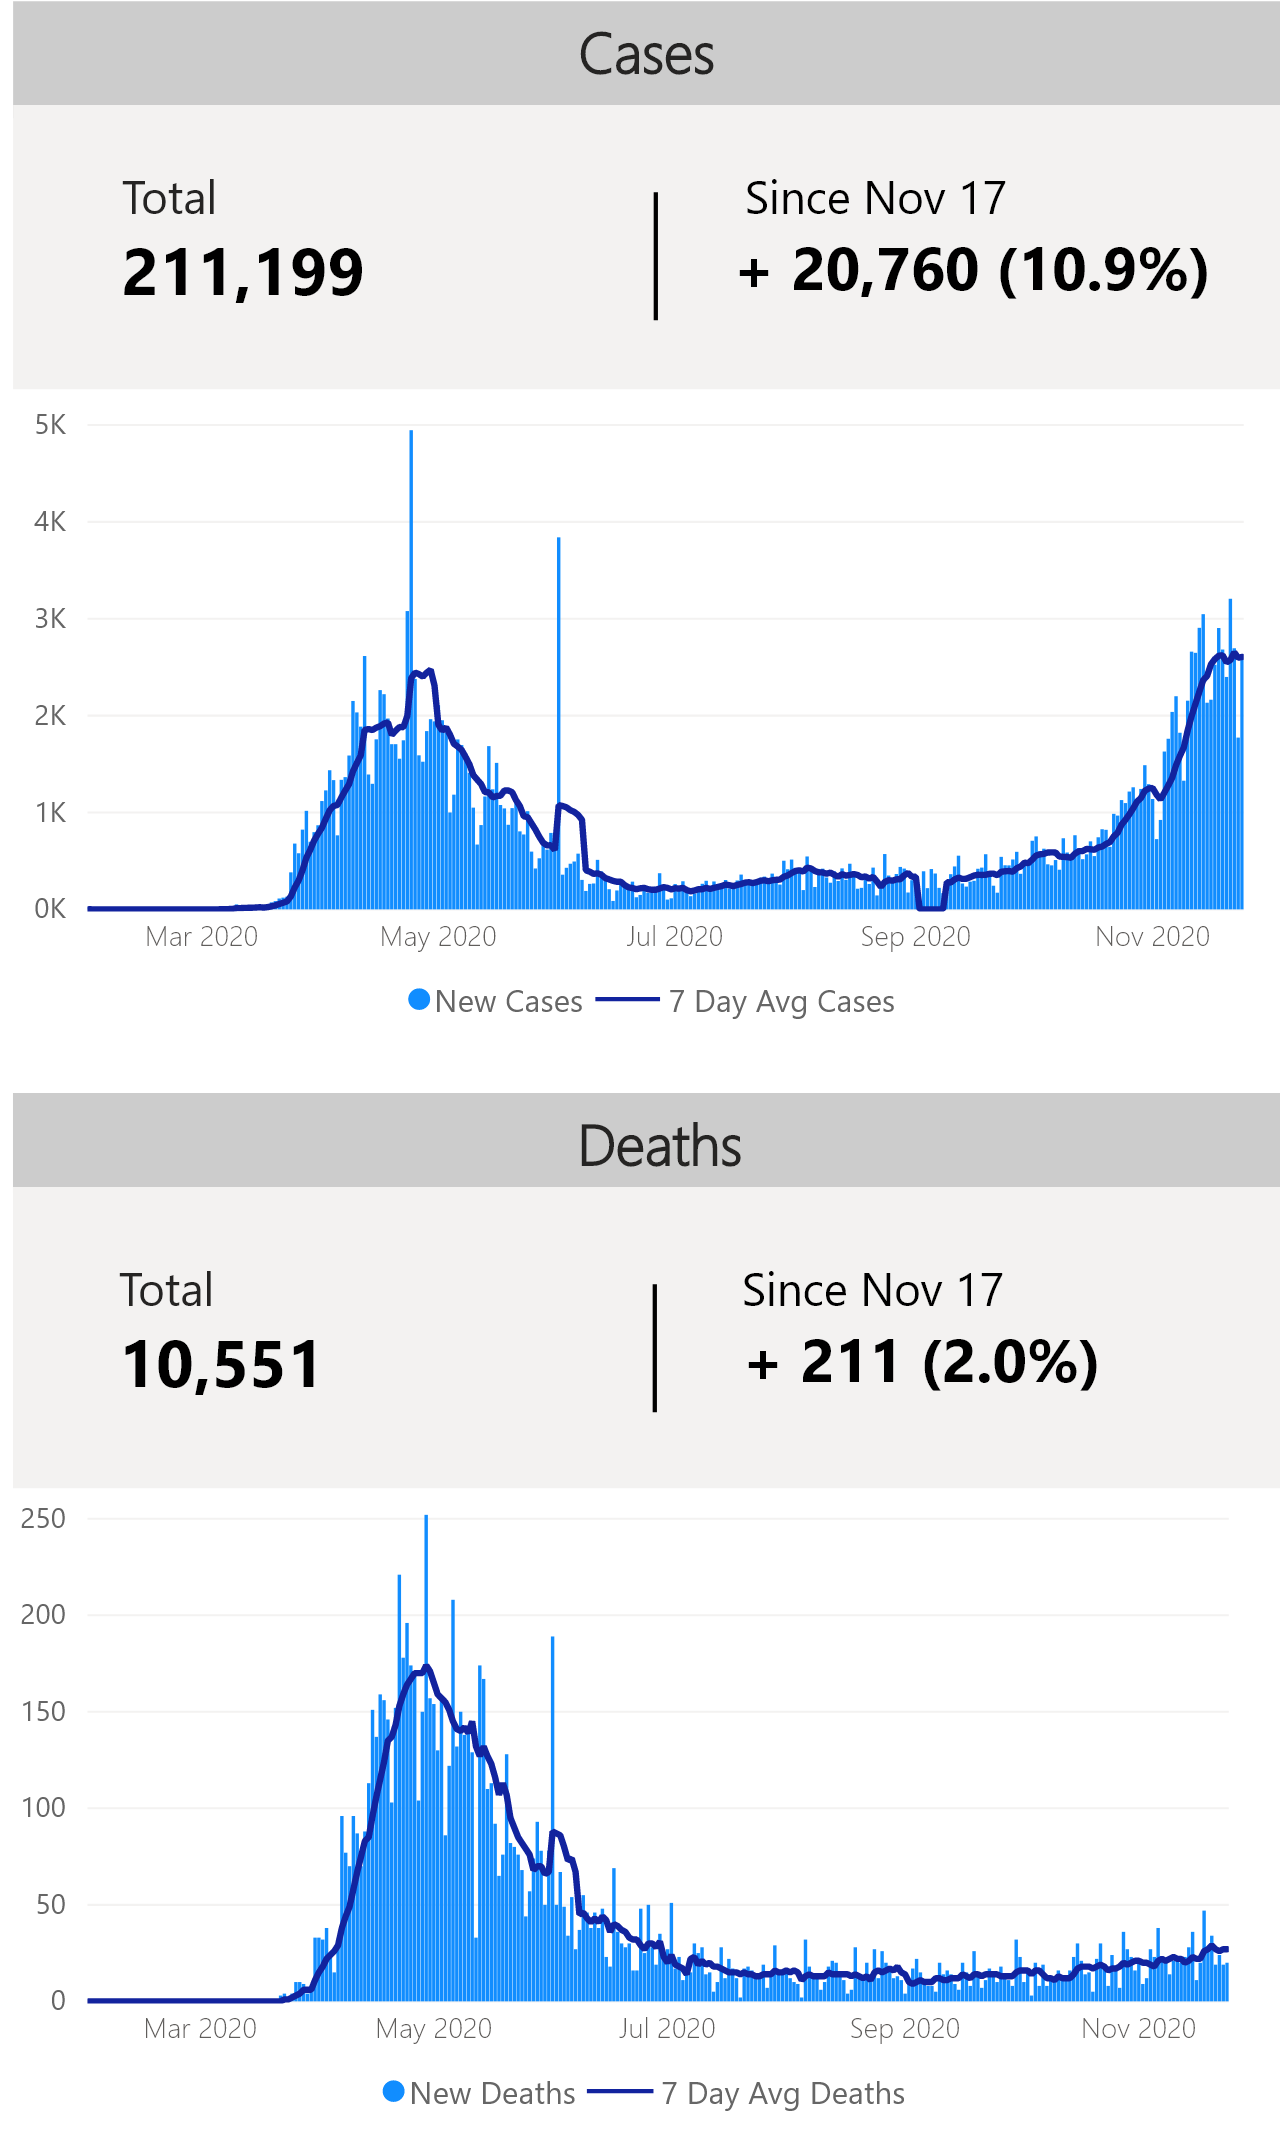 Cases
Total
211,199
Since Nov 17
+ 20,760 (10.9%)
5K
4K
3K
2K
1K
0K
Mar 2020 May 2020 Jul 2020 Sep 2020 Nov 2020
New Cases 7 Day Avg Cases
Deaths
Total
10,551
Since Nov 17
+ 211 (2.0%)
250
200
150
100
50
0
Mar 2020 May 2020 Jul 2020 Sep 2020 Nov 2020
New Deaths 7 Day Avg Deaths